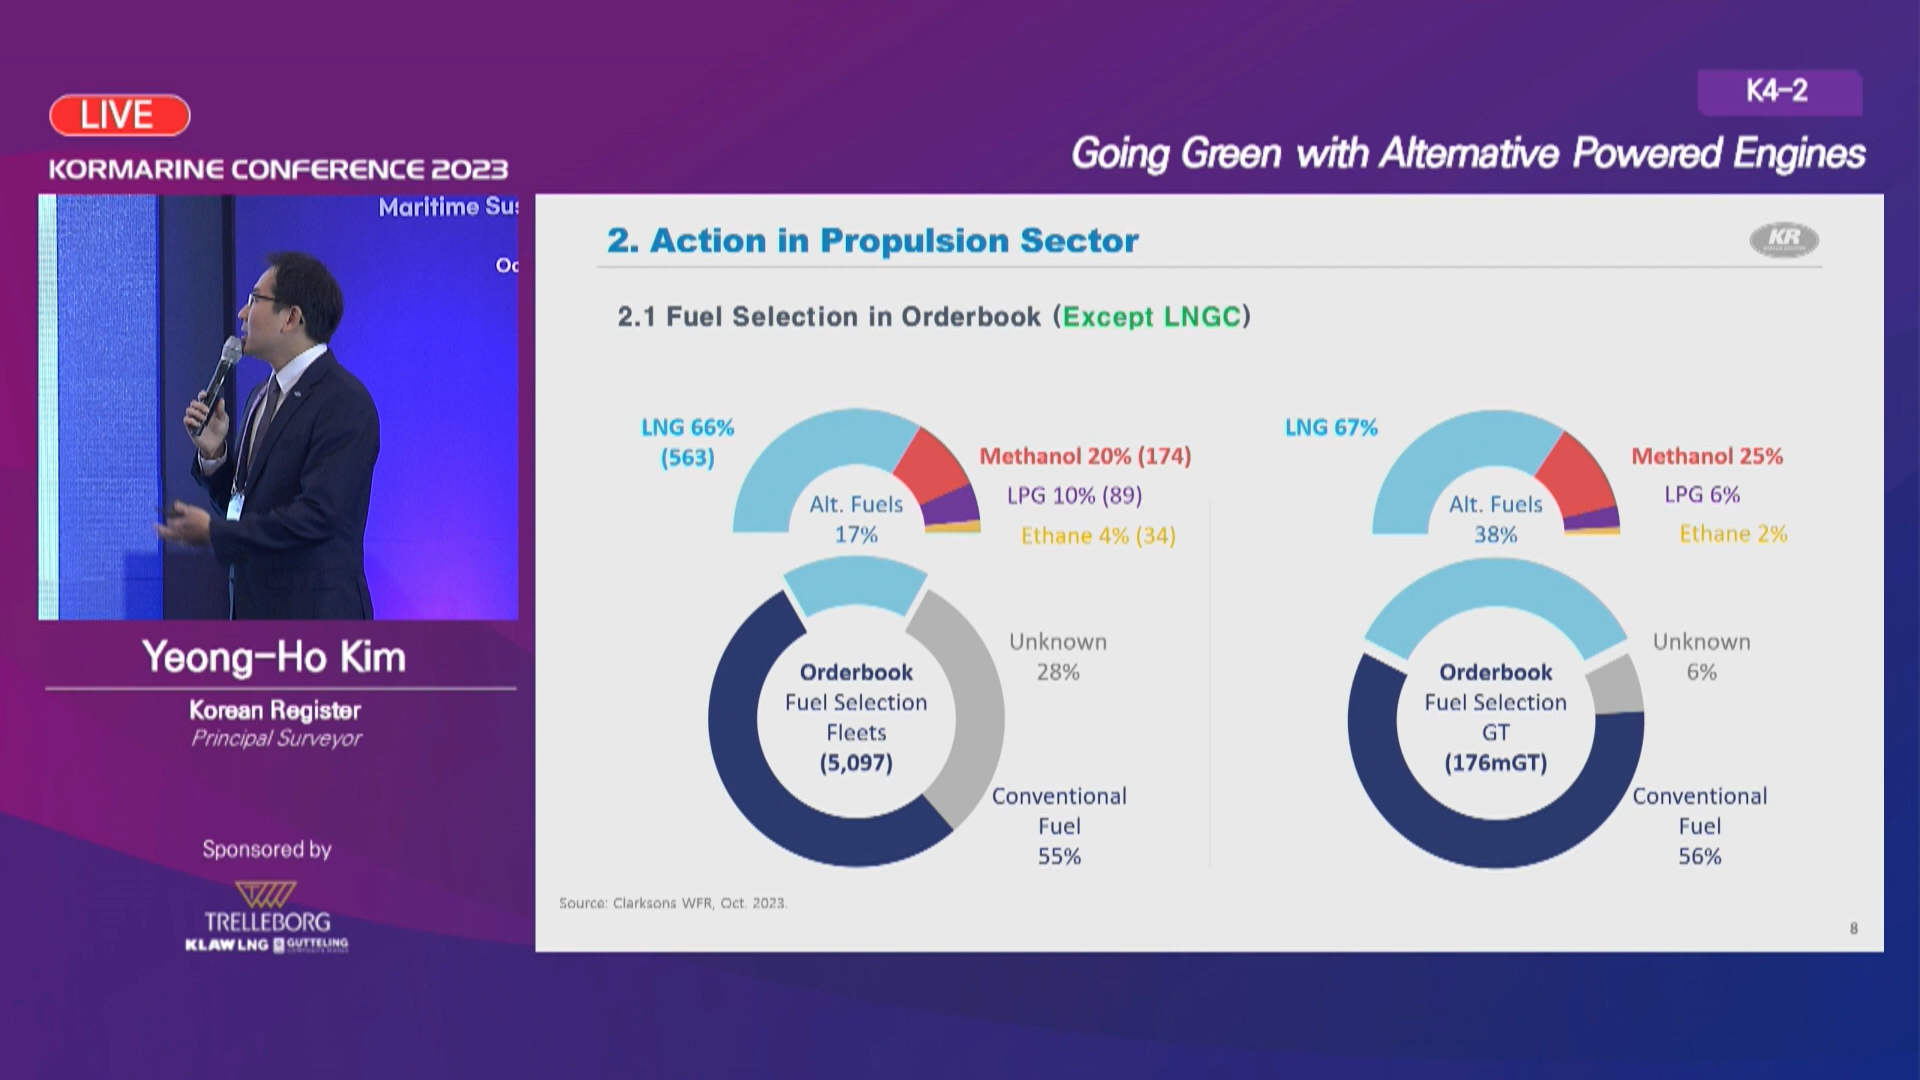 LIVE
KORMARINE CONFERENCE 2023
K4-2
Going Green with Alternative Powered Engines
Maritime Sus
Oc
Yeong-Ho Kim
Korean Register
Principal Surveyor
Sponsored by
TRELLEBORG
KLAW LNG GUTTELING
2. Action in Propulsion Sector
KR
2.1 Fuel Selection in Orderbook (Except LNGC)
LNG 66%
(563)
Methanol 20% (174)
LPG 10% (89)
Ethane 4% (34)
Alt. Fuels
17%
Unknown
28%
Orderbook
Fuel Selection
Fleets
(5,097)
Conventional
Fuel
55%
LNG 67%
Methanol 25%
LPG 6%
Ethane 2%
Alt. Fuels
38%
Unknown
6%
Orderbook
Fuel Selection
GT
(176mGT)
Conventional
Fuel
56%
Source: Clarksons WFR, Oct. 2023.
8